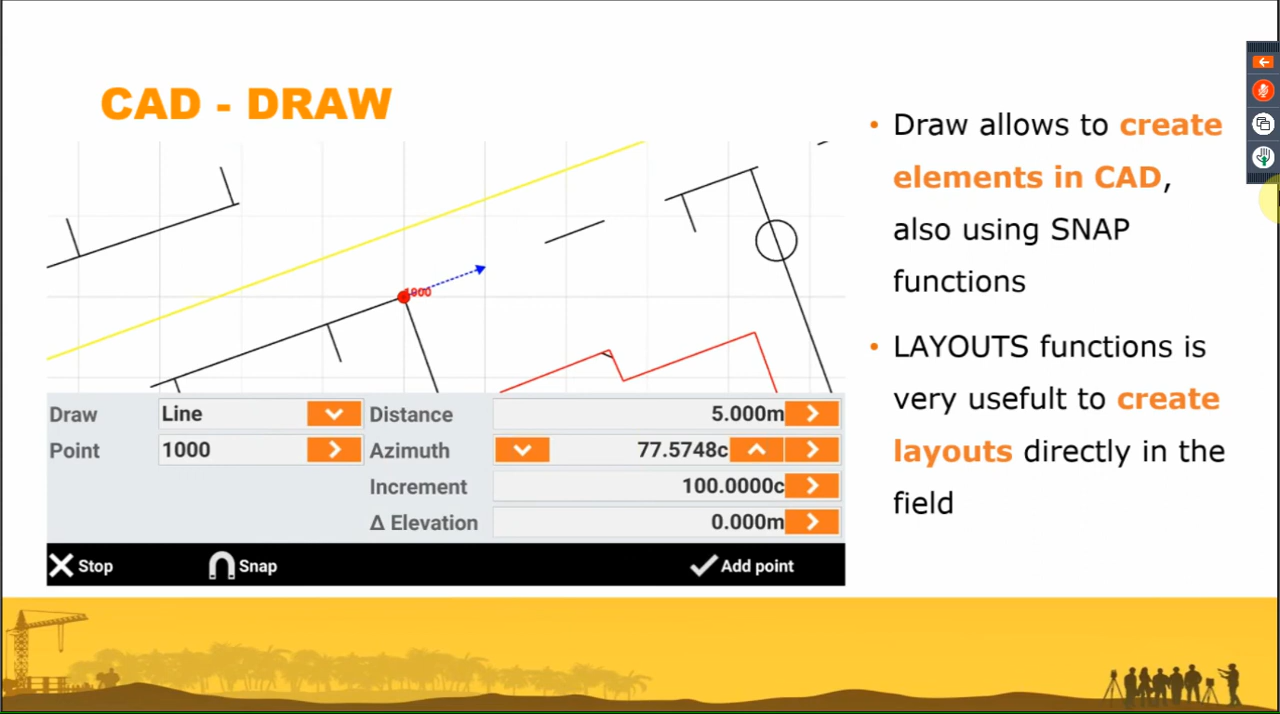 CAD - DRAW
1000
Draw Line Distance 5.000m
Point 1000 Azimuth 77.5748c
Increment 100.0000c
Δ Elevation 0.000m
Stop Snap Add point
• Draw allows to create
elements in CAD,
also using SNAP
functions
• LAYOUTS functions is
very usefult to create
layouts directly in the
field